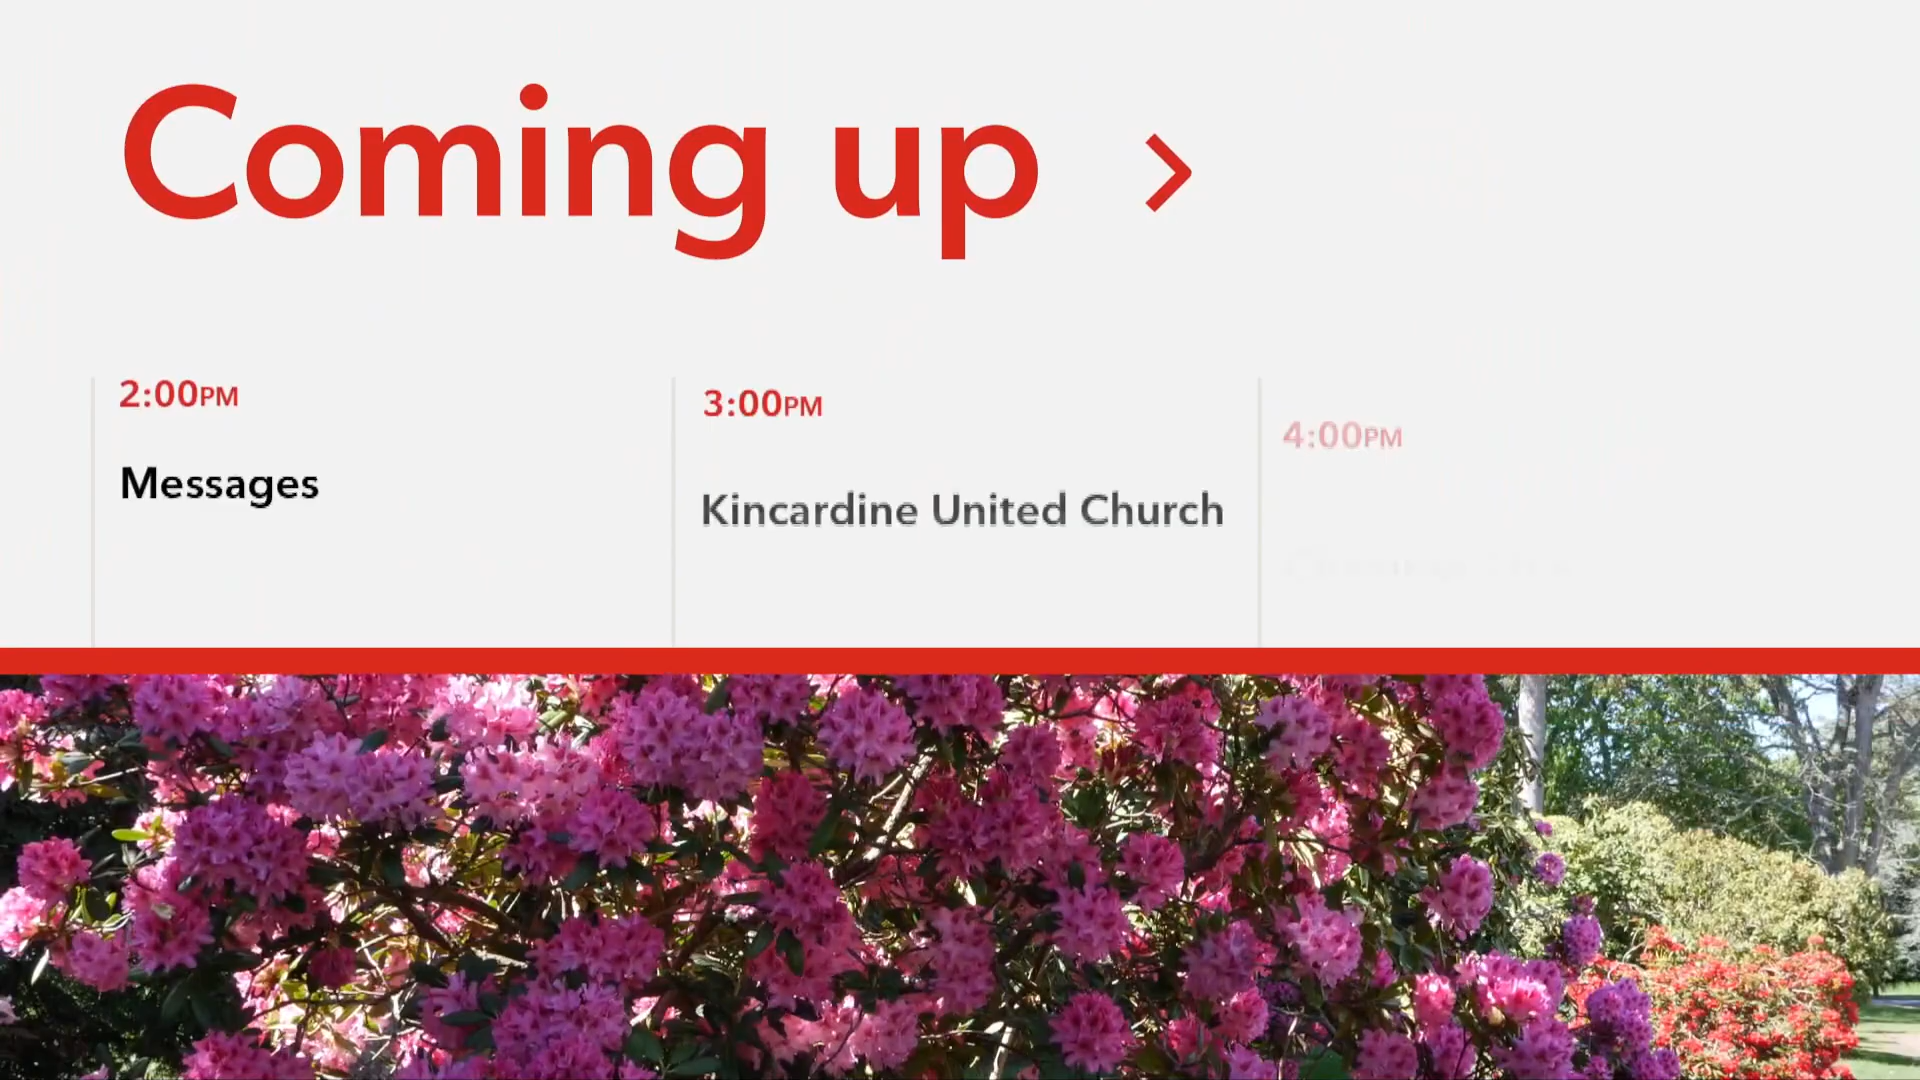 Coming up >
2:00PM
Messages
3:00PM
Kincardine United Church
4:00PM